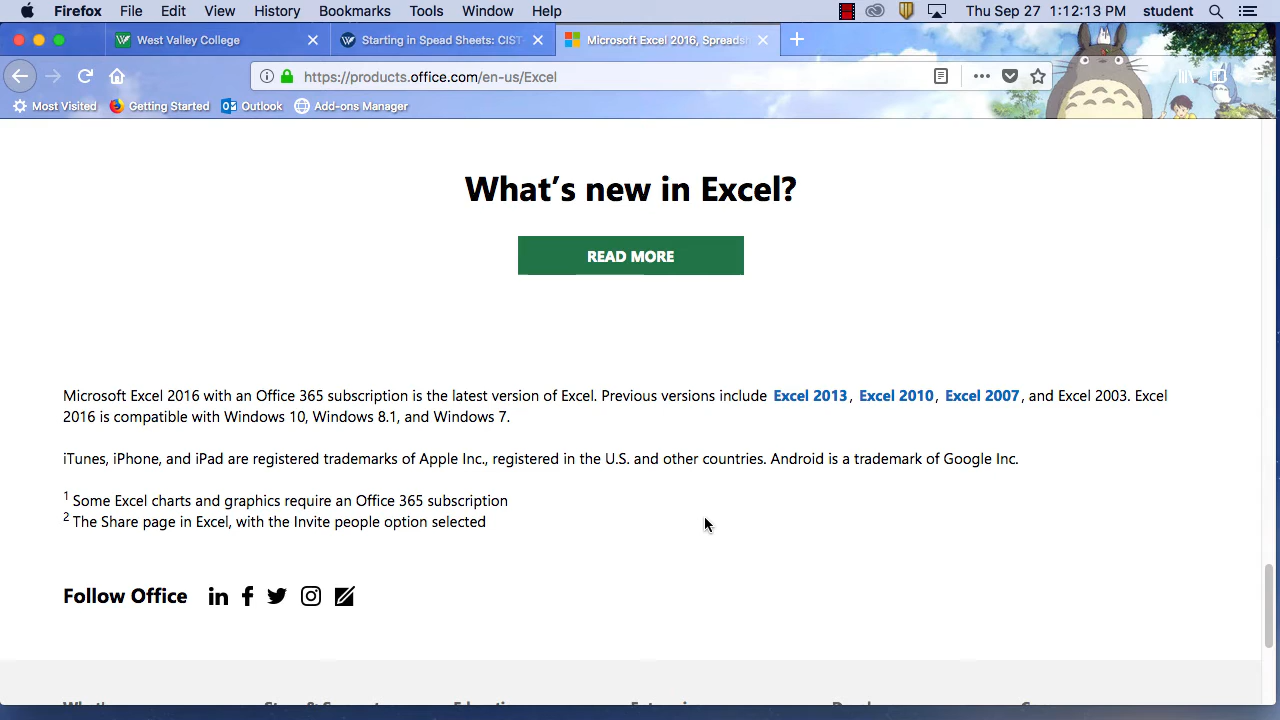 Firefox File Edit View History Bookmarks Tools Window Help Thu Sep 27 1:12:13 PM student
West Valley College Starting in Spead Sheets: CIST- Microsoft Excel 2016, Spreads
https://products.office.com/en-us/Excel
Most Visited Getting Started Outlook Add-ons Manager
What's new in Excel?
READ MORE
Microsoft Excel 2016 with an Office 365 subscription is the latest version of Excel. Previous versions include Excel 2013, Excel 2010, Excel 2007, and Excel 2003. Excel
2016 is compatible with Windows 10, Windows 8.1, and Windows 7.
iTunes, iPhone, and iPad are registered trademarks of Apple Inc., registered in the U.S. and other countries. Android is a trademark of Google Inc.
1 Some Excel charts and graphics require an Office 365 subscription
2 The Share page in Excel, with the Invite people option selected
Follow Office